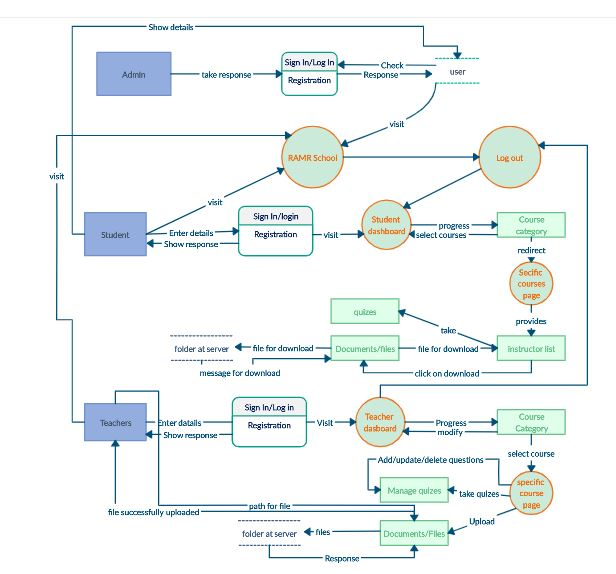 Show details
Sign In/Log In
Admin
take response
Check
Response
user
Registration
visit
RAMR School
Log out
visit
visit
Student
Enter details
Show response
Sign In/login
Registration
visit
Student
dashboard
progress
select courses
Course
category
redirect
Secific
courses
page
provides
quizes
take
folder at server
file for download
Documents/files
file for download
instructor list
message for download
click on download
Teachers
Enter datails
Show response
Sign In/Log in
Registration
Visit
Teacher
dasboard
Progress
modify
Course
Category
select course
Add/update/delete questions
Manage quizes
take quizes
specific
course
page
path for file
file successfully uploaded
Upload
folder at server
files
Documents/Files
Response